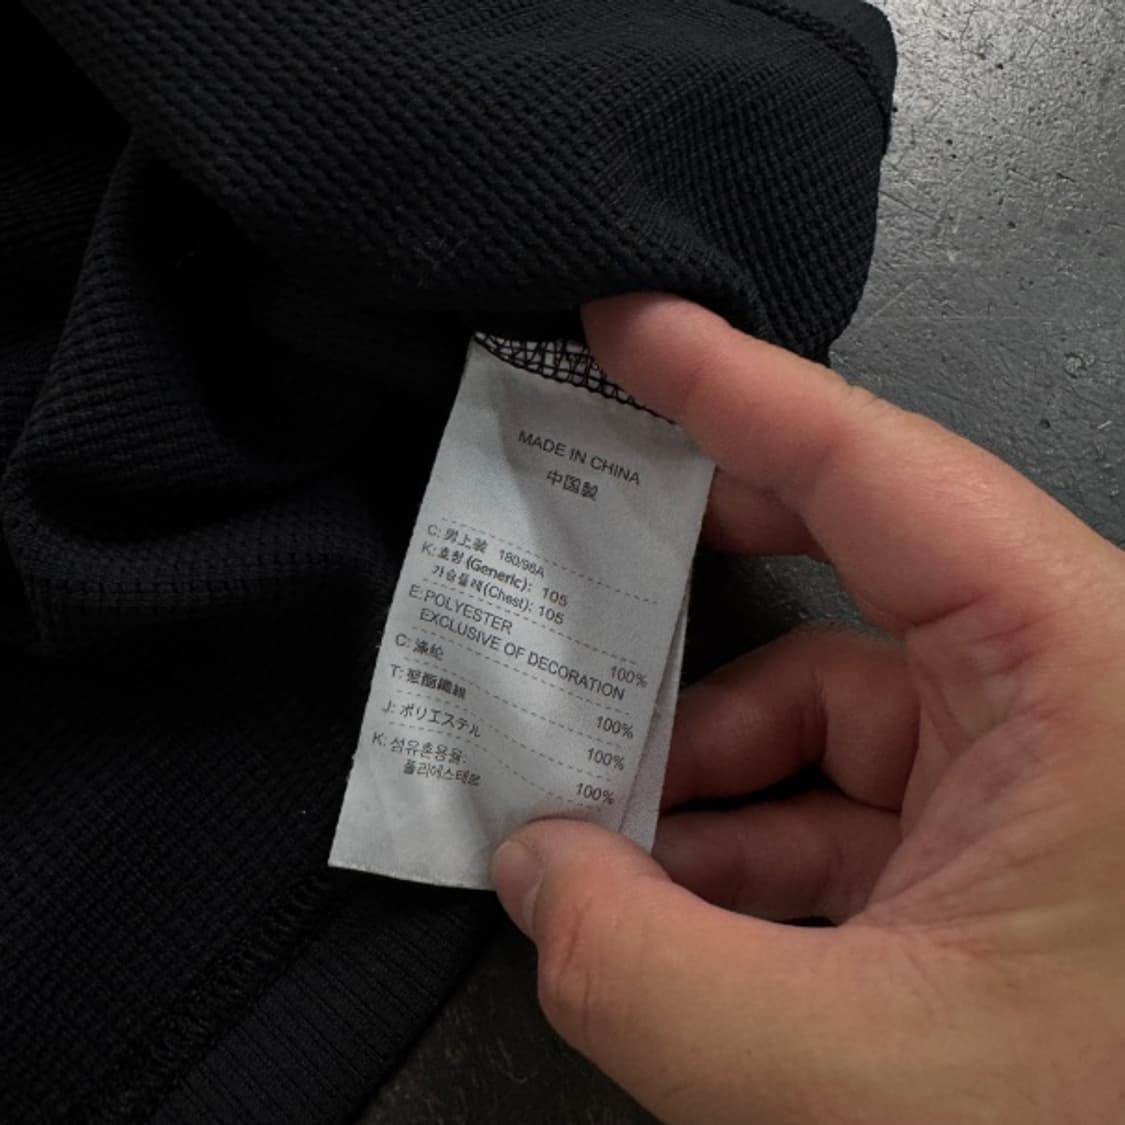 MADE IN CHINA
中国製
C: 男上装 180/96A
K: 호칭 (Generic): 105
가슴둘레(Chest): 105
E: POLYESTER 100%
EXCLUSIVE OF DECORATION
C: 涤纶 100%
T: 聚酯纖維 100%
J: ポリエステル 100%
K: 섬유혼용율:
폴리에스테르